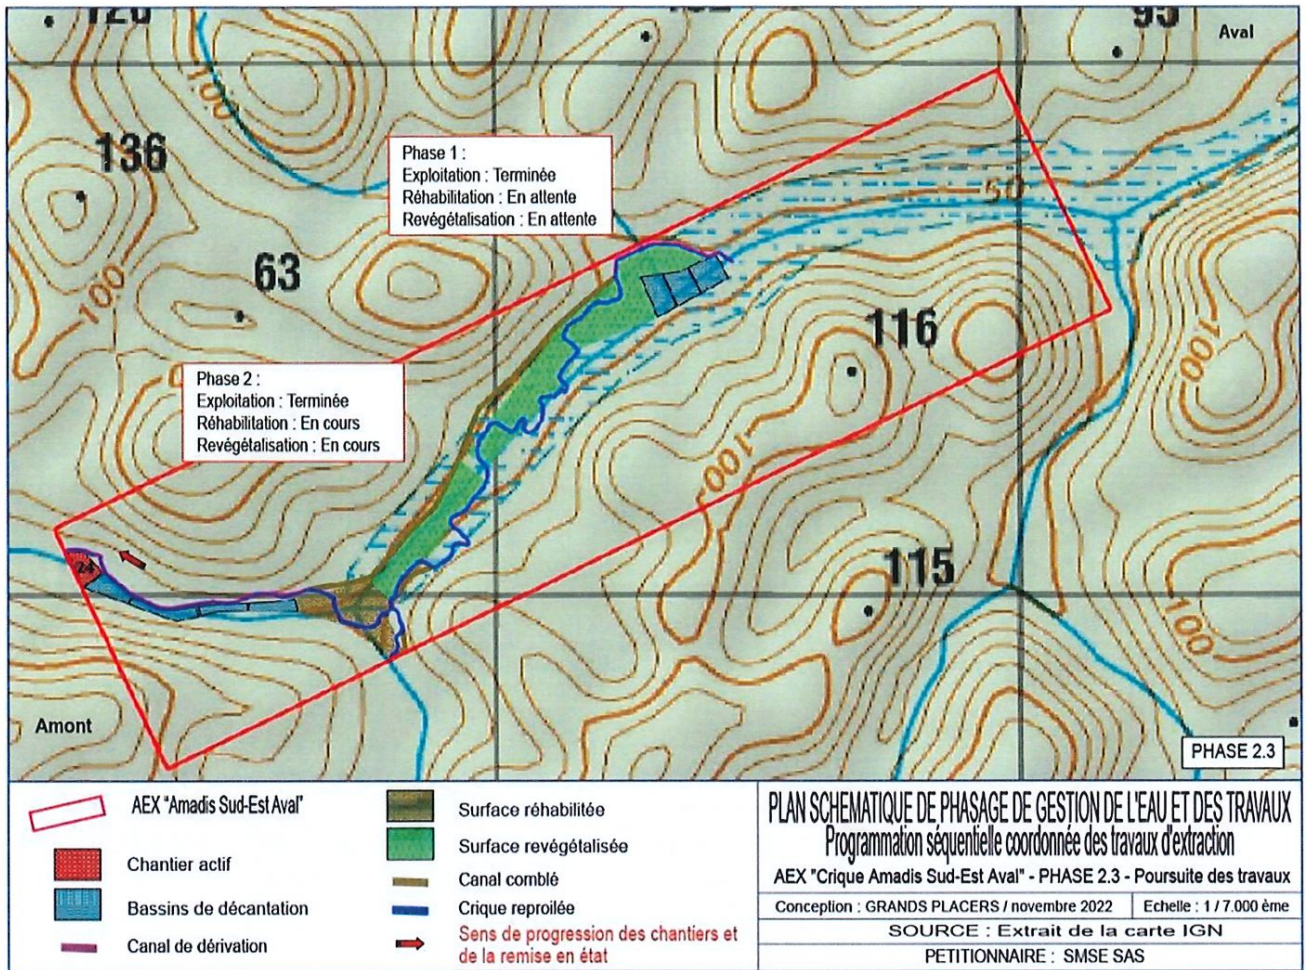 95
Aval
100
136
Phase 1 :
Exploitation : Terminée
Réhabilitation : En attente
Revégétalisation : En attente
50
63
100
116
100
Phase 2 :
Exploitation : Terminée
Réhabilitation : En cours
Revégétalisation : En cours
100
24
115
100
Amont
PHASE 2.3
AEX "Amadis Sud-Est Aval"
Chantier actif
Bassins de décantation
Canal de dérivation
Surface réhabilitée
Surface revégétalisée
Canal comblé
Crique reproilée
Sens de progression des chantiers et
de la remise en état
PLAN SCHEMATIQUE DE PHASAGE DE GESTION DE L'EAU ET DES TRAVAUX
Programmation séquentielle coordonnée des travaux d'extraction
AEX "Crique Amadis Sud-Est Aval" - PHASE 2.3 - Poursuite des travaux
Conception : GRANDS PLACERS / novembre 2022
Echelle : 1 / 7.000 ème
SOURCE : Extrait de la carte IGN
PETITIONNAIRE : SMSE SAS